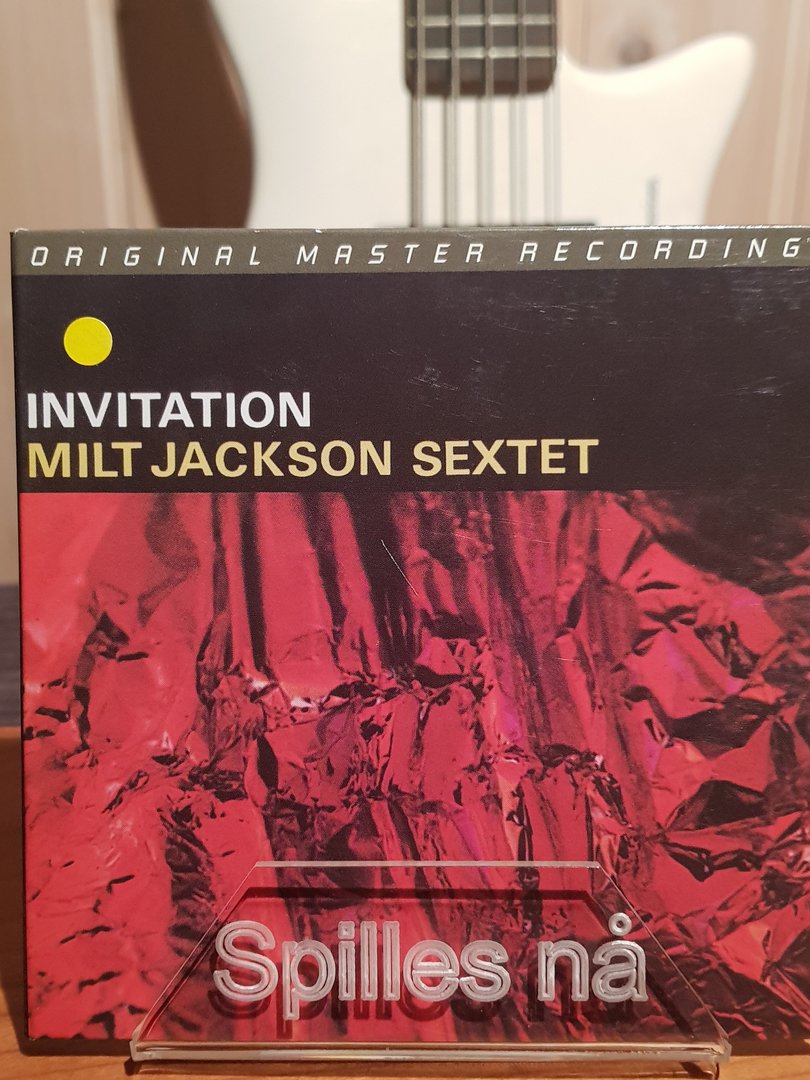 ORIGINAL MASTER RECORDING
INVITATION
MILT JACKSON SEXTET
Spilles nå